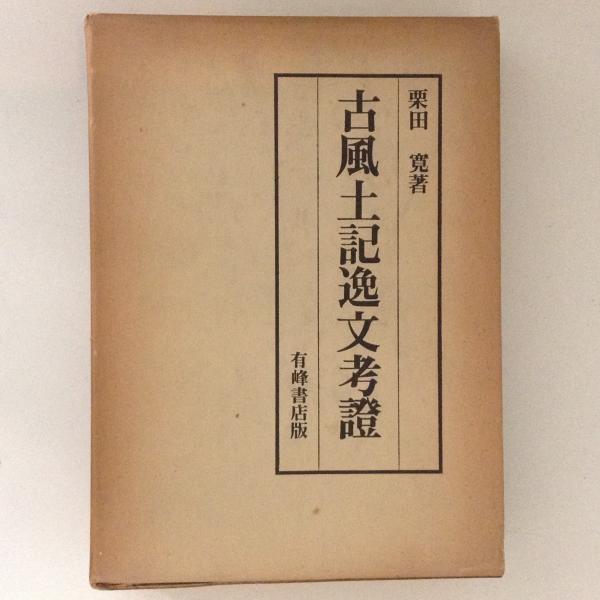 栗田 寛著
古風土記逸文考證
有峰書店版